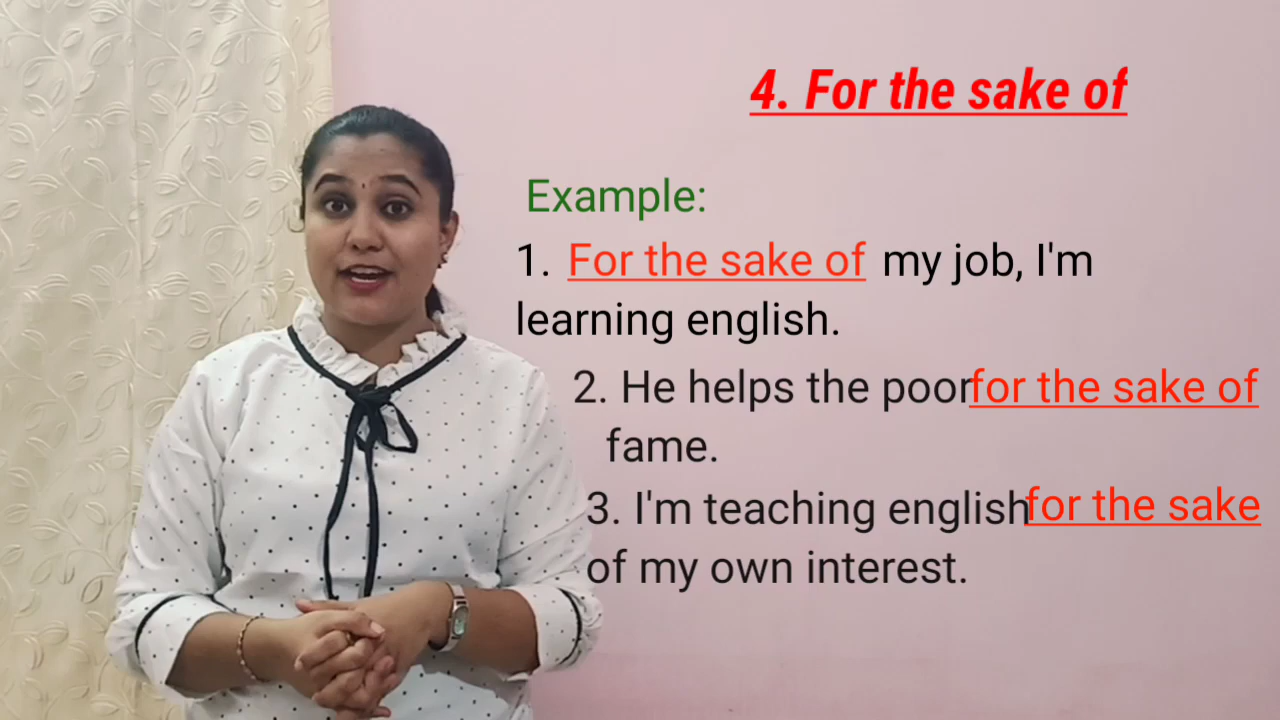 4. For the sake of
Example:
1. For the sake of my job, I'm
learning english.
2. He helps the poor for the sake of
fame.
3. I'm teaching english for the sake
of my own interest.